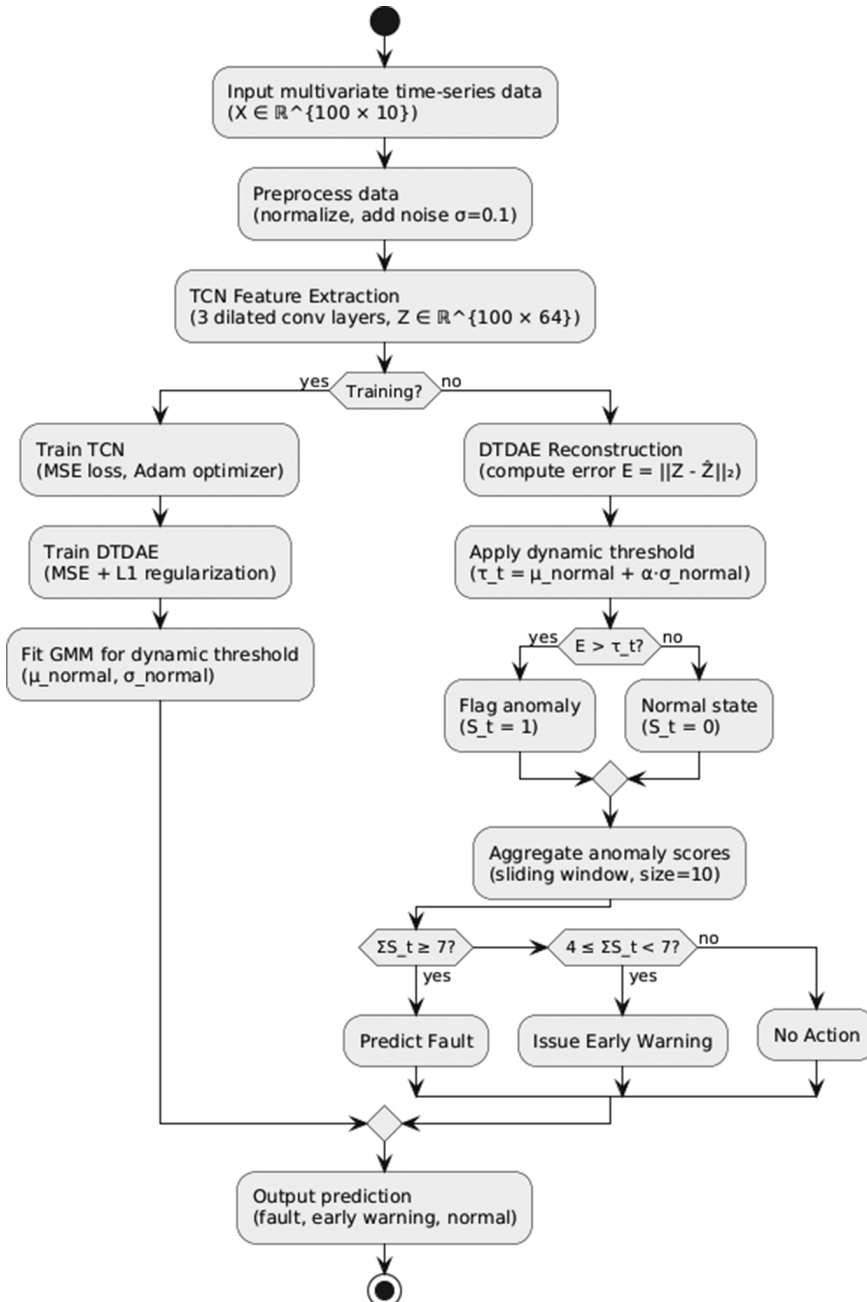 Input multivariate time-series data
(X ∈ ℝ^{100 × 10})
Preprocess data
(normalize, add noise σ=0.1)
TCN Feature Extraction
(3 dilated conv layers, Z ∈ ℝ^{100 × 64})
yes
Training?
no
Train TCN
(MSE loss, Adam optimizer)
Train DTDAE
(MSE + L1 regularization)
Fit GMM for dynamic threshold
(μ_normal, σ_normal)
DTDAE Reconstruction
(compute error E = ||Z - Ẑ||₂)
Apply dynamic threshold
(τ_t = μ_normal + α·σ_normal)
yes
E > τ_t?
no
Flag anomaly
(S_t = 1)
Normal state
(S_t = 0)
Aggregate anomaly scores
(sliding window, size=10)
ΣS_t ≥ 7?
yes
4 ≤ ΣS_t < 7?
yes
no
Predict Fault
Issue Early Warning
No Action
Output prediction
(fault, early warning, normal)